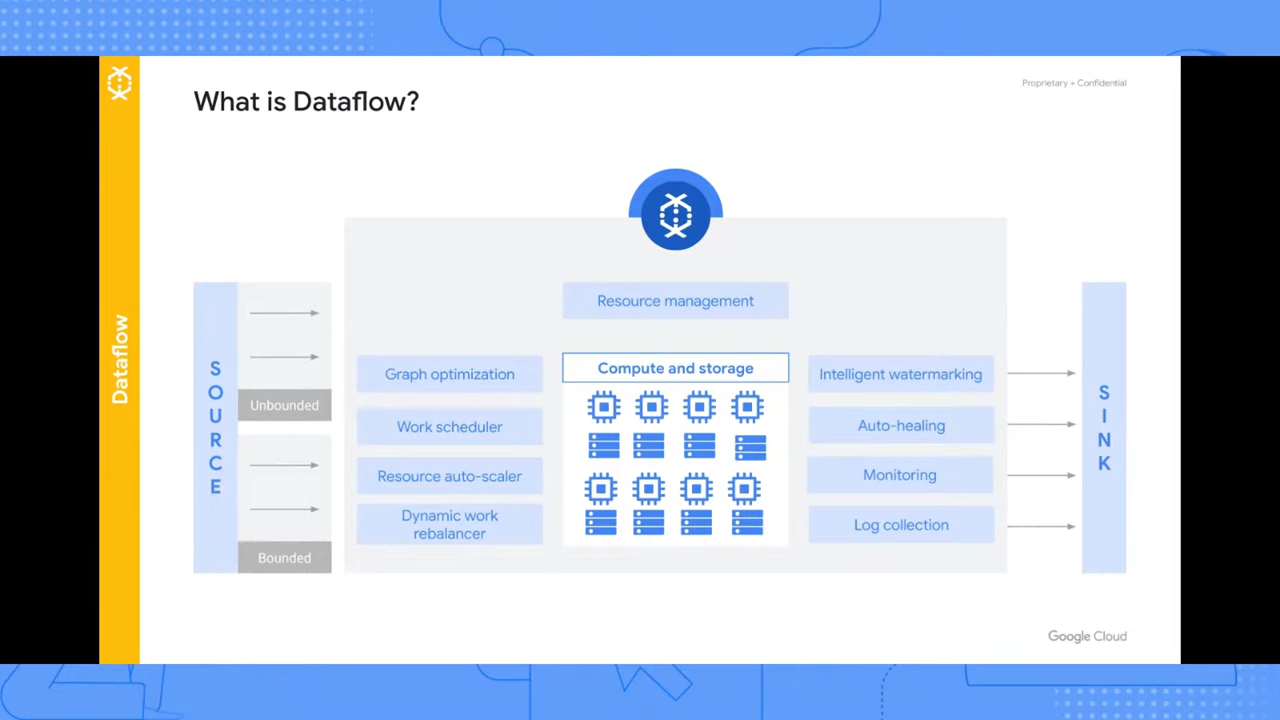 What is Dataflow?
Proprietary + Confidential
Dataflow
SOURCE
Unbounded
Bounded
Resource management
Graph optimization
Work scheduler
Resource auto-scaler
Dynamic work
rebalancer
Compute and storage
Intelligent watermarking
Auto-healing
Monitoring
Log collection
SINK
Google Cloud